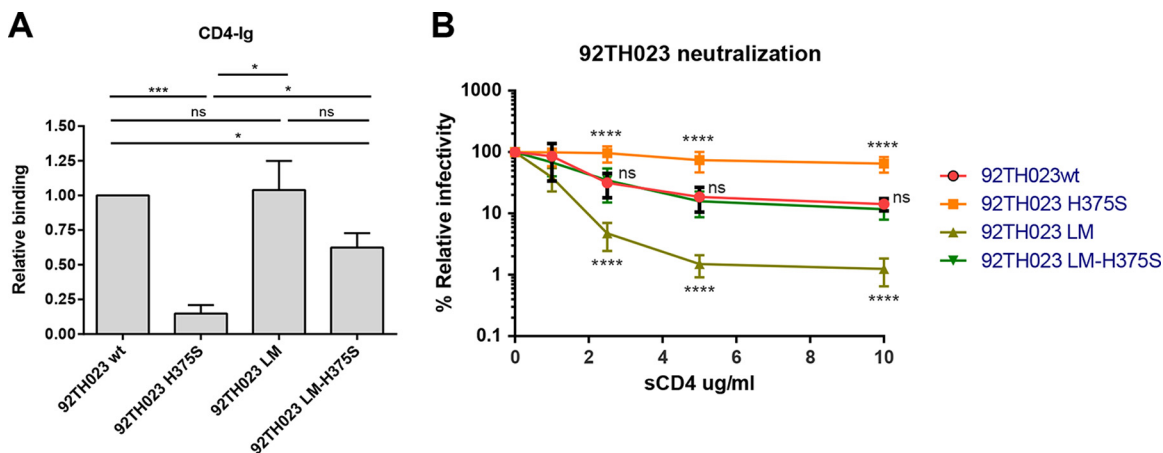 A
CD4-Ig
*
***
*
ns
ns
*
1.50
1.25
1.00
0.75
0.50
0.25
0.00
Relative binding
92TH023 wt
92TH023 H375S
92TH023 LM
92TH023 LM-H375S
B
92TH023 neutralization
1000
100
10
1
0.1
% Relative infectivity
****
****
****
ns
ns
ns
****
****
****
0
2
4
6
8
10
sCD4 ug/ml
92TH023wt
92TH023 H375S
92TH023 LM
92TH023 LM-H375S